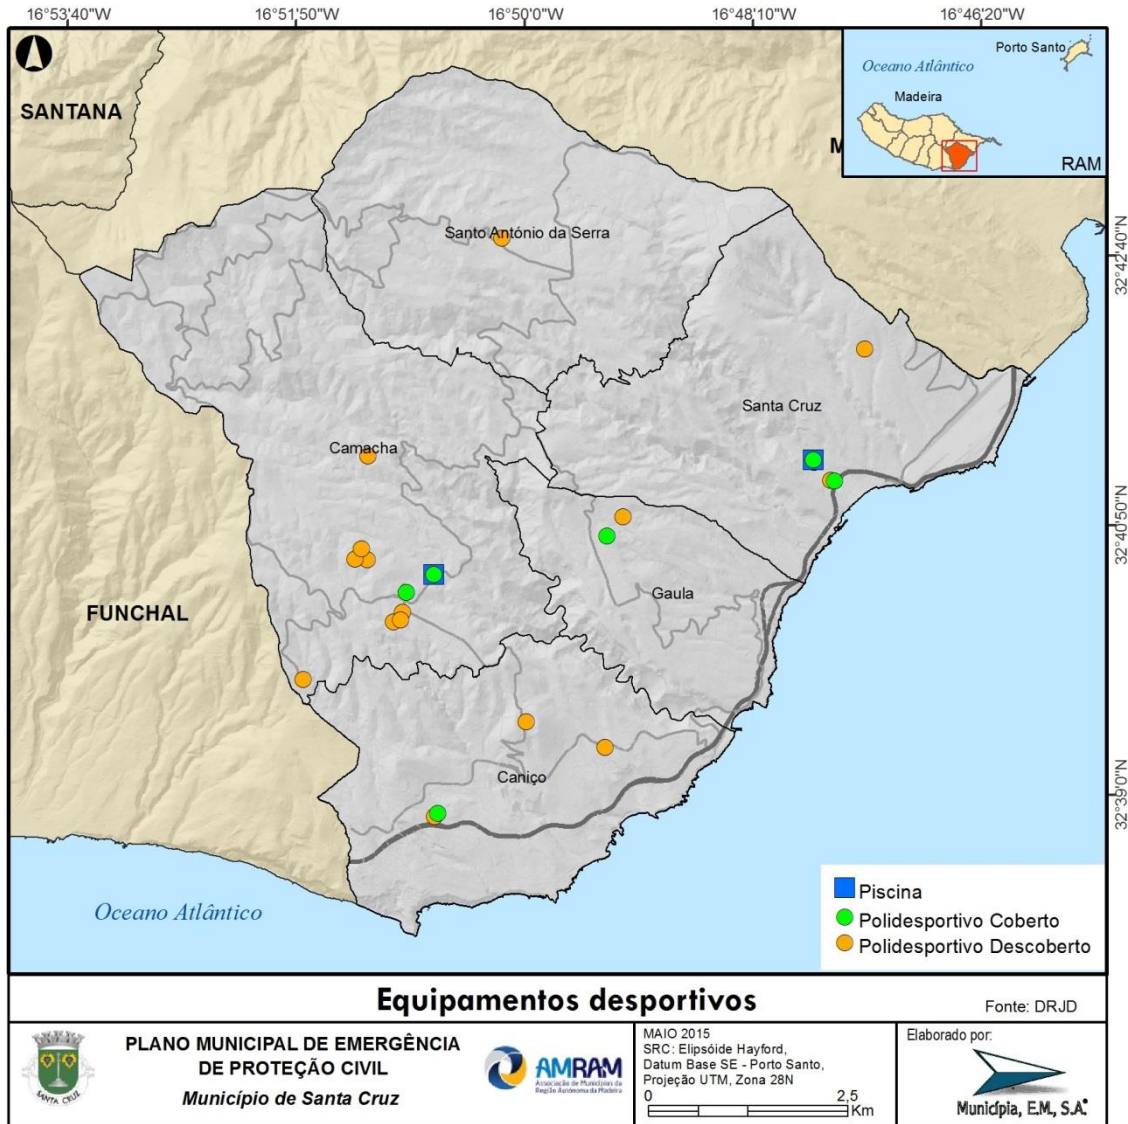 16°53'40"W
16°51'50"W
16°50'0"W
16°48'10"W
16°46'20"W
SANTANA
M
Porto Santo
Oceano Atlântico
Madeira
RAM
Santo António da Serra
32°42'40"N
Santa Cruz
Camacha
32°40'50"N
Gaula
FUNCHAL
Caniço
32°39'0"N
Oceano Atlântico
Piscina
Polidesportivo Coberto
Polidesportivo Descoberto
Equipamentos desportivos
Fonte: DRJD
PLANO MUNICIPAL DE EMERGÊNCIA
DE PROTEÇÃO CIVIL
Município de Santa Cruz
SANTA CRUZ
AMRAM
Associação de Municípios da
Região Autónoma da Madeira
MAIO 2015
SRC: Elipsóide Hayford,
Datum Base SE - Porto Santo,
Projeção UTM, Zona 28N
0 2,5
Km
Elaborado por:
Municípia, E.M., S.A.